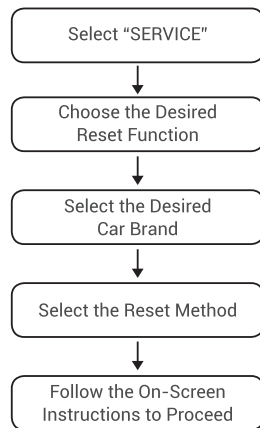 Select “SERVICE”
Choose the Desired
Reset Function
Select the Desired
Car Brand
Select the Reset Method
Follow the On-Screen
Instructions to Proceed